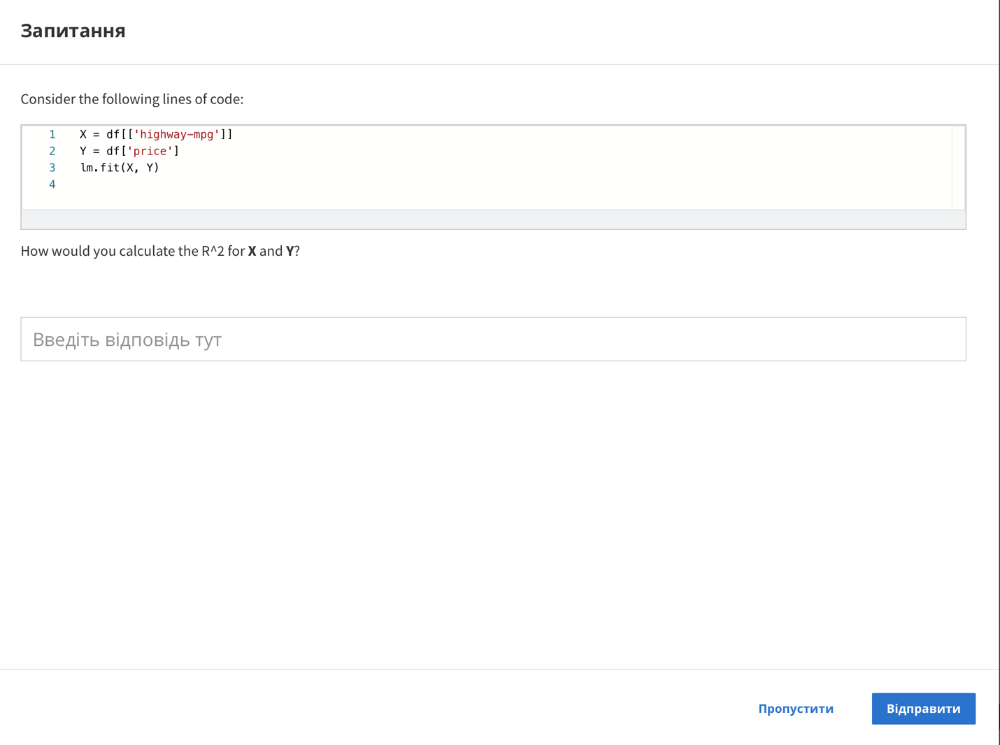 Запитання
Consider the following lines of code:
1 X = df[['highway-mpg']]
2 Y = df['price']
3 lm.fit(X, Y)
4
How would you calculate the R^2 for X and Y?
Введіть відповідь тут
Пропустити
Відправити